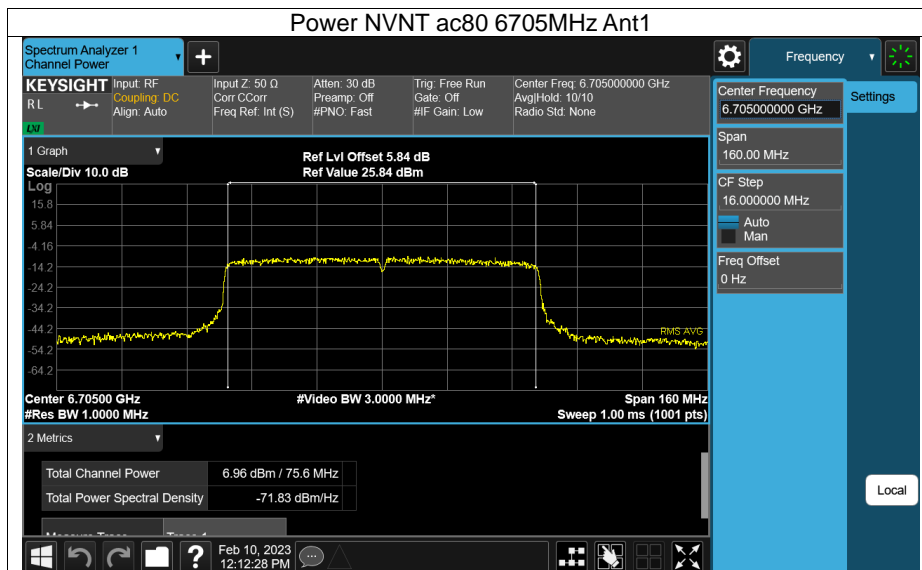 Power NVNT ac80 6705MHz Ant1
Spectrum Analyzer 1
Channel Power
+
Frequency
KEYSIGHT
RL
LXI
Input: RF
Coupling: DC
Align: Auto
Input Z: 50 Ω
Corr CCorr
Freq Ref: Int (S)
Atten: 30 dB
Preamp: Off
#PNO: Fast
Trig: Free Run
Gate: Off
#IF Gain: Low
Center Freq: 6.705000000 GHz
Avg|Hold: 10/10
Radio Std: None
Center Frequency
6.705000000 GHz
Settings
Span
160.00 MHz
CF Step
16.000000 MHz
Auto
Man
Freq Offset
0 Hz
1 Graph
Scale/Div 10.0 dB
Ref Lvl Offset 5.84 dB
Ref Value 25.84 dBm
Log
15.8
5.84
-4.16
-14.2
-24.2
-34.2
-44.2
-54.2
-64.2
RMS AVG
Center 6.70500 GHz
#Video BW 3.0000 MHz*
Span 160 MHz
#Res BW 1.0000 MHz
Sweep 1.00 ms (1001 pts)
2 Metrics
Total Channel Power 6.96 dBm / 75.6 MHz
Total Power Spectral Density -71.83 dBm/Hz
Local
?
Feb 10, 2023
12:12:28 PM